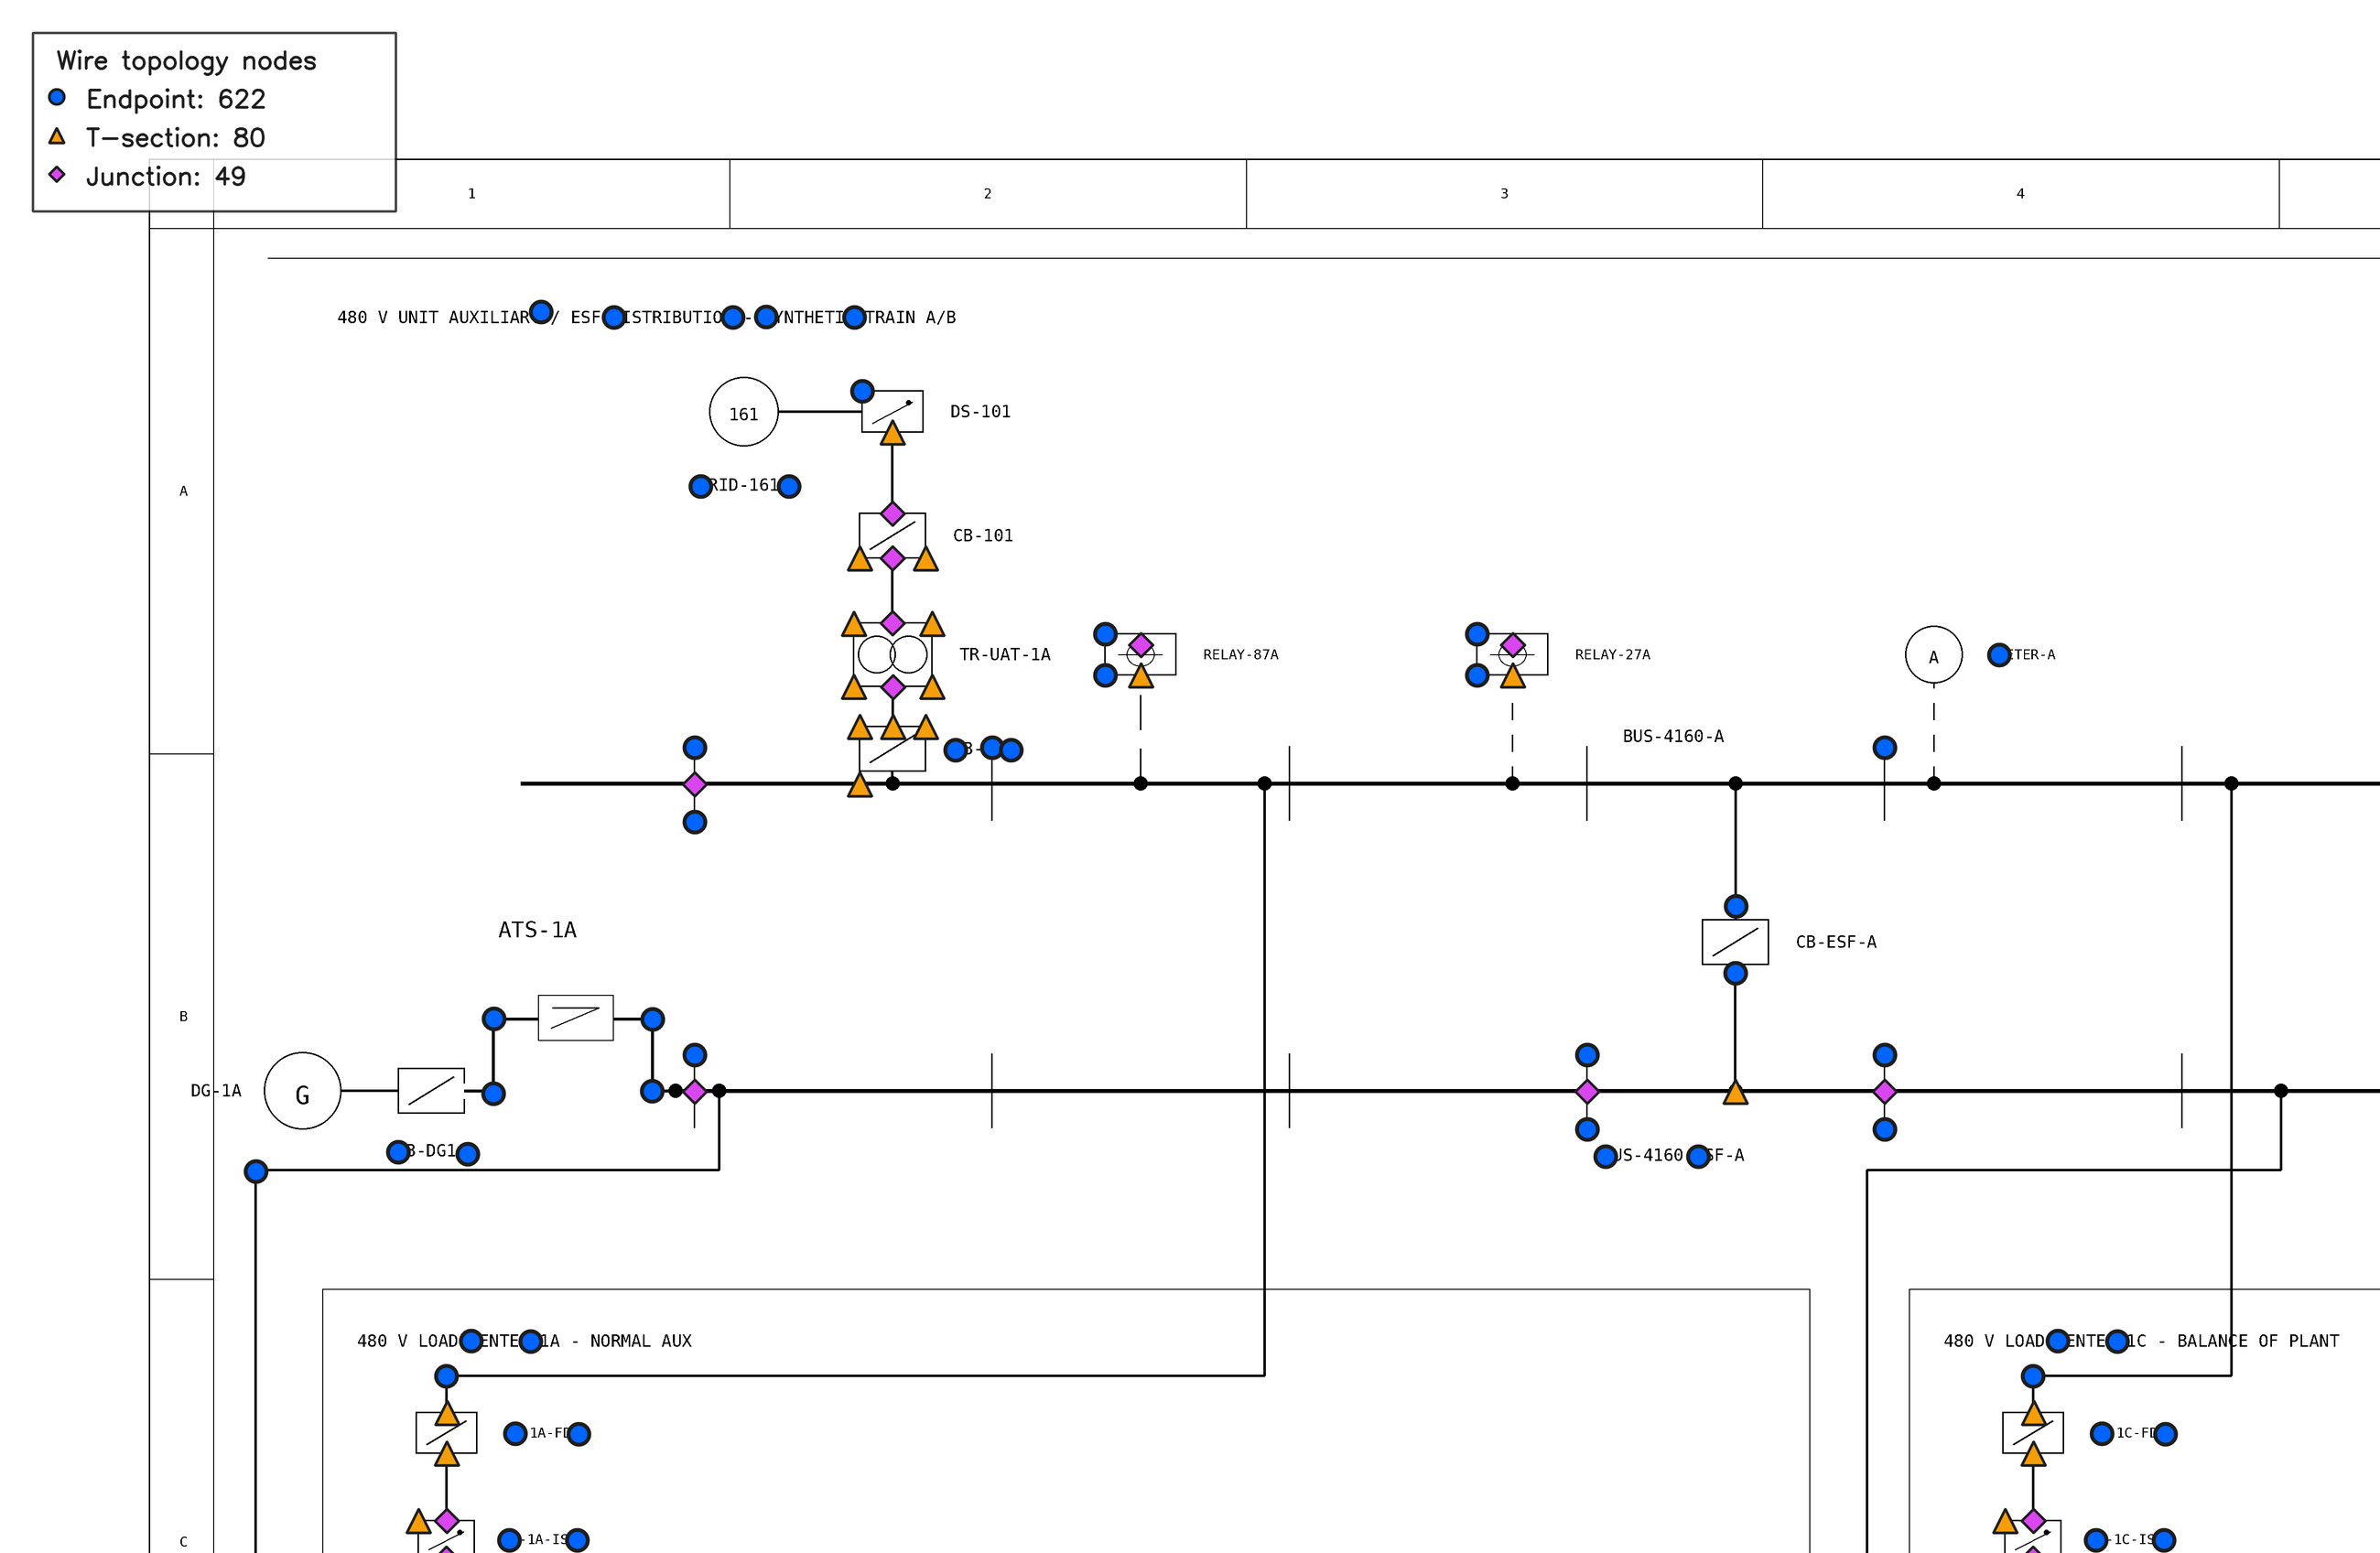 Wire topology nodes
Endpoint: 622
T-section: 80
Junction: 49
1 2 3 4
480 V UNIT AUXILIAR / ESF ISTRIBUTIO - YNTHETI TRAIN A/B
161
DS-101
A
RID-161
CB-101
TR-UAT-1A
RELAY-87A
RELAY-27A
A
ETER-A
BUS-4160-A
B-
ATS-1A
CB-ESF-A
B
DG-1A
G
B-DG1
US-4160 SF-A
480 V LOAD ENTE 1A - NORMAL AUX
480 V LOAD ENTE 1C - BALANCE OF PLANT
1A-FD
1C-FD
C
-1A-IS
-1C-IS